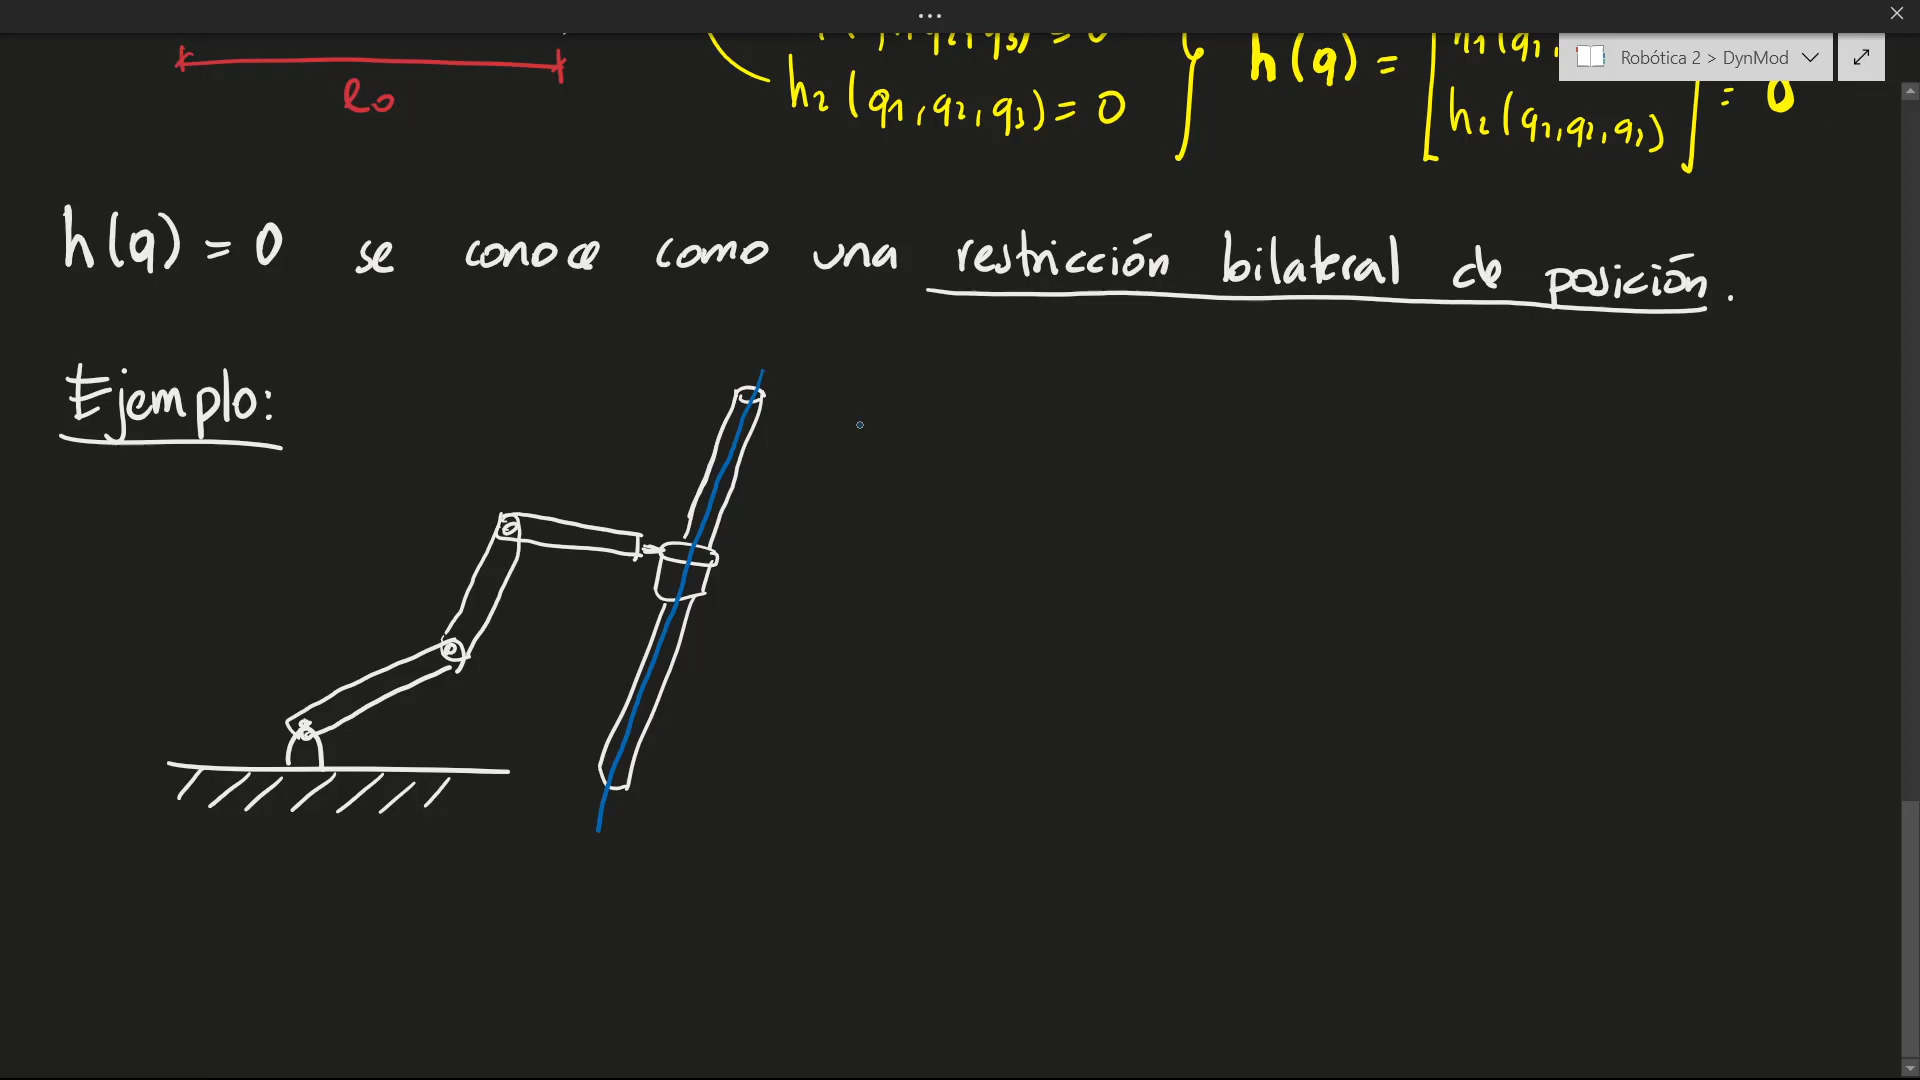 Robótica 2 > DynMod
l₀
h₂(q₁,q₂,q₃) = 0
h(q) =
h₂(q₁,q₂,q₃)
= 0
h(q) = 0 se conoce como una restricción bilateral de posición.
Ejemplo: